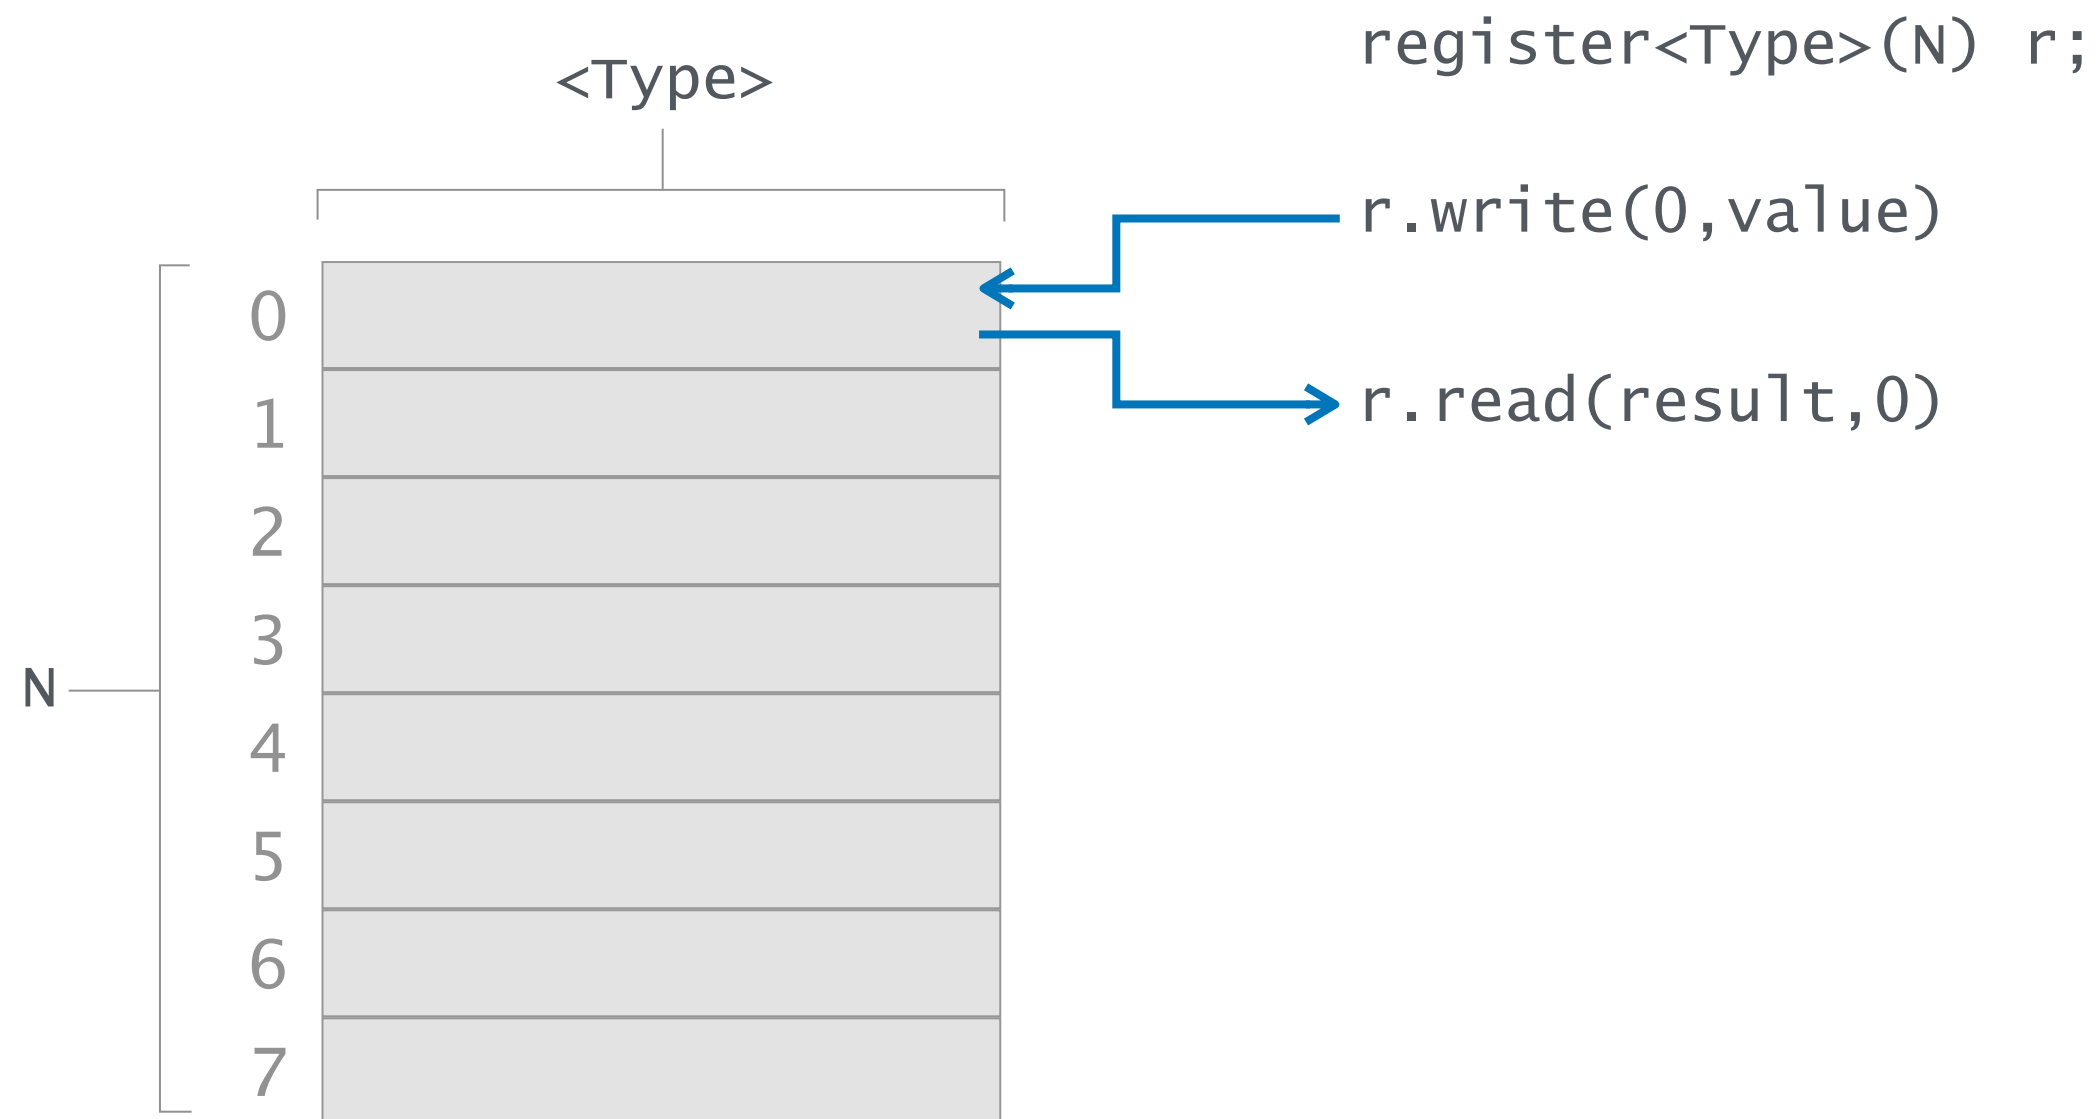 register<Type>(N) r;
<Type>
r.write(0,value)
0
r.read(result,0)
1
2
3
N
4
5
6
7